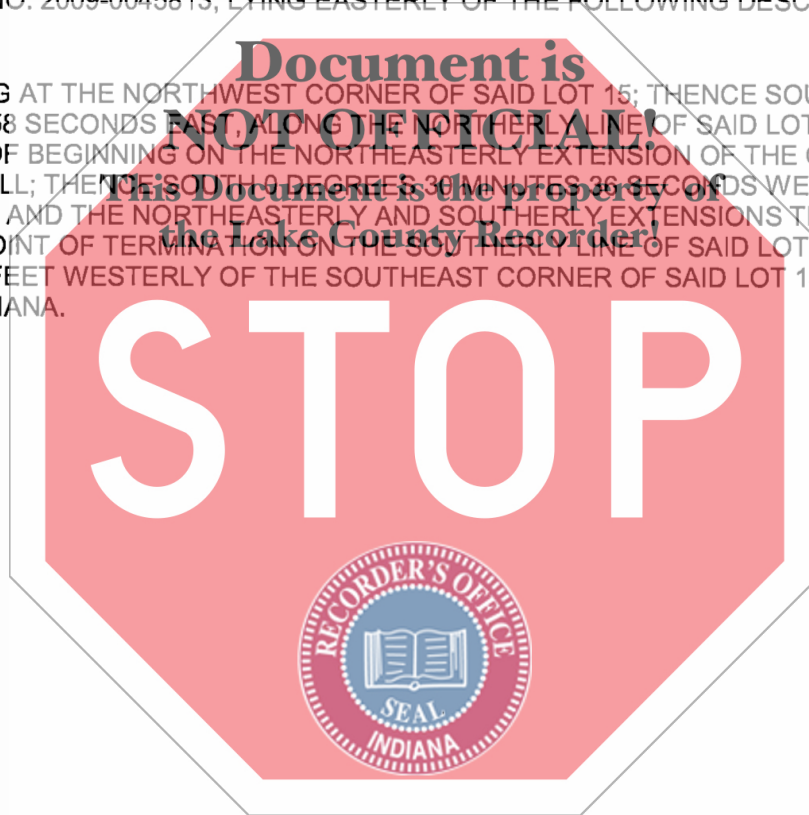 NO. 2009-0045813, LYING EASTERLY OF THE FOLLOWING DESC
Document is
G AT THE NORTHWEST CORNER OF SAID LOT 15; THENCE SOU
NOT OFFICIAL!
58 SECONDS EAST, ALONG THE NORTHERLY LINE OF SAID LOT
OF BEGINNING ON THE NORTHEASTERLY EXTENSION OF THE
This Document is the property of
LL; THENCE SOUTH 0 DEGREES 30 MINUTES 36 SECONDS WE
AND THE NORTHEASTERLY AND SOUTHERLY EXTENSIONS T
the Lake County Recorder!
OINT OF TERMINATION ON THE SOUTHERLY LINE OF SAID LOT
FEET WESTERLY OF THE SOUTHEAST CORNER OF SAID LOT 1
IANA.
STOP
RECORDER'S OFFICE
SEAL
INDIANA